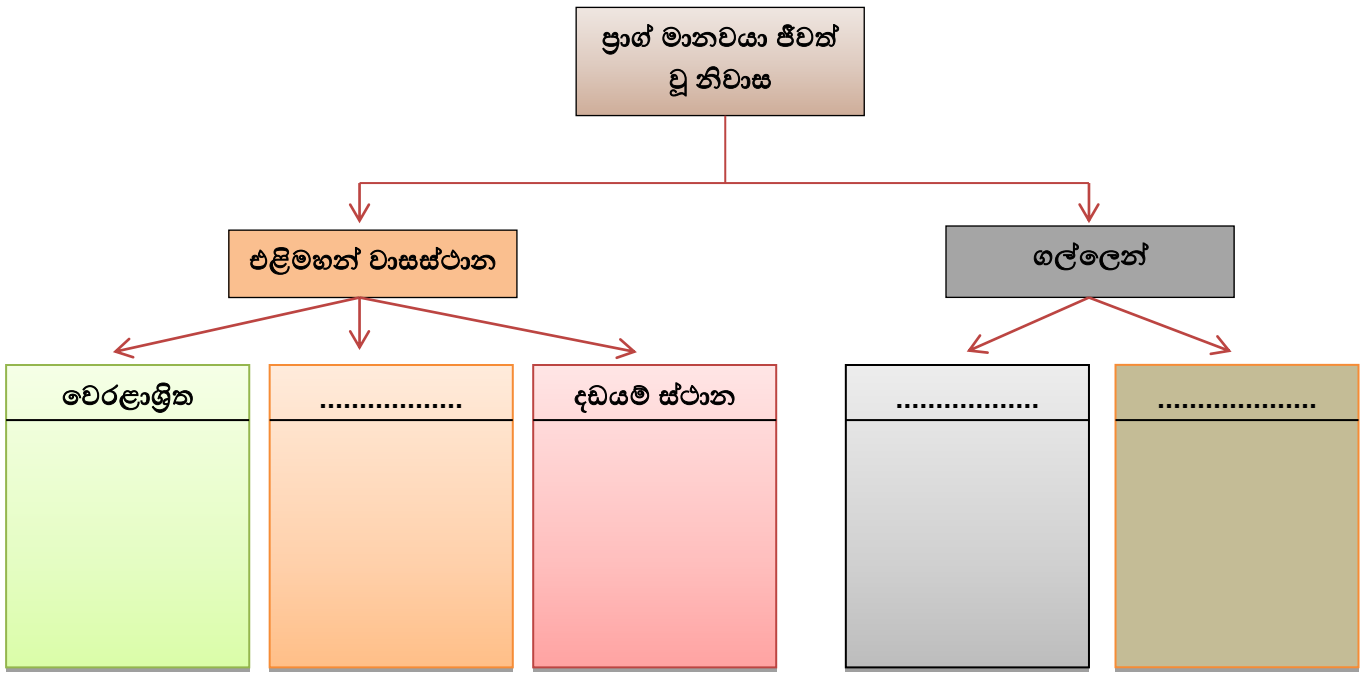 ප්‍රාග් මානවයා ජීවත්
වූ නිවාස
එළිමහන් වාසස්ථාන
ගල්ලෙන්
වෙරළාශ්‍රිත
..................
දඩයම් ස්ථාන
..................
....................